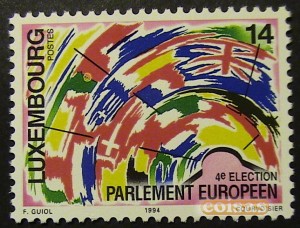 LUXEMBOURG
POSTES
14
4e ELECTION
PARLEMENT EUROPEEN
F. GUIOL
1994